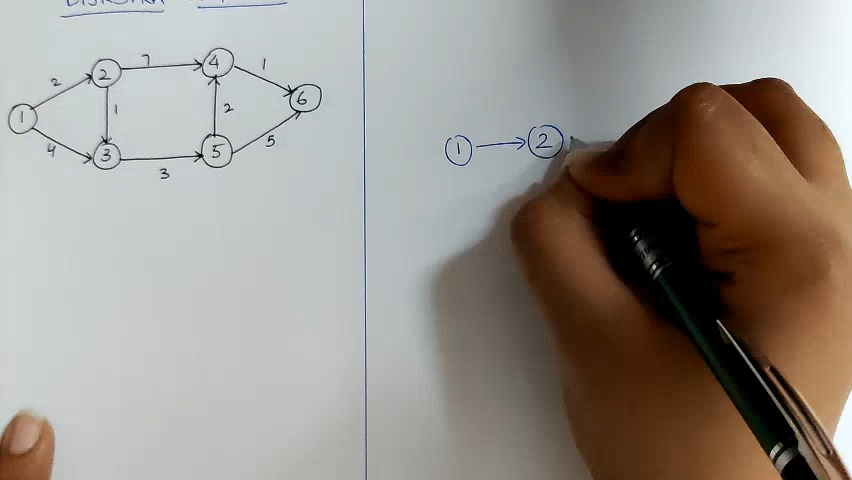 2 7 4 1
2
1 1 2 6
4 3 5 5
3
1 → 2